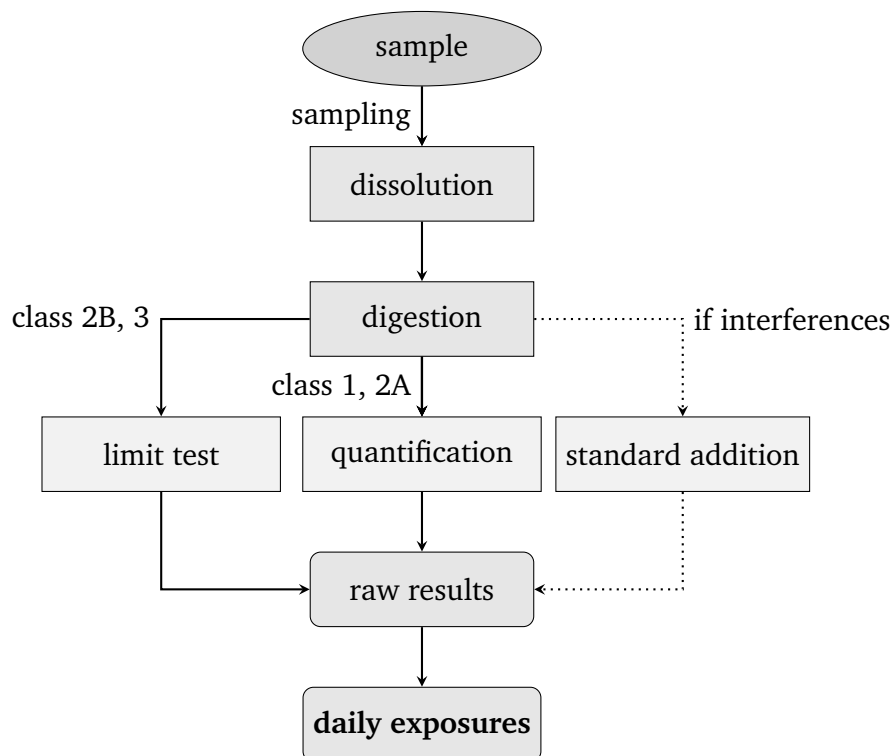 sample
sampling
dissolution
class 2B, 3
digestion
if interferences
class 1, 2A
limit test
quantification
standard addition
raw results
daily exposures